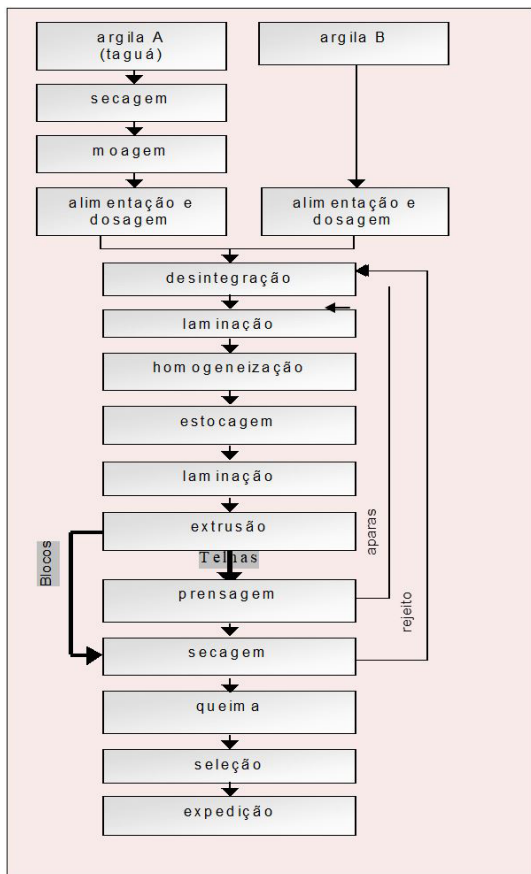 argila A
(taguá)
argila B
secagem
moagem
alimentação e
dosagem
alimentação e
dosagem
desintegração
laminação
homogeneização
estocagem
laminação
extrusão
Telhas
Blocos
aparas
prensagem
rejeito
secagem
queima
seleção
expedição